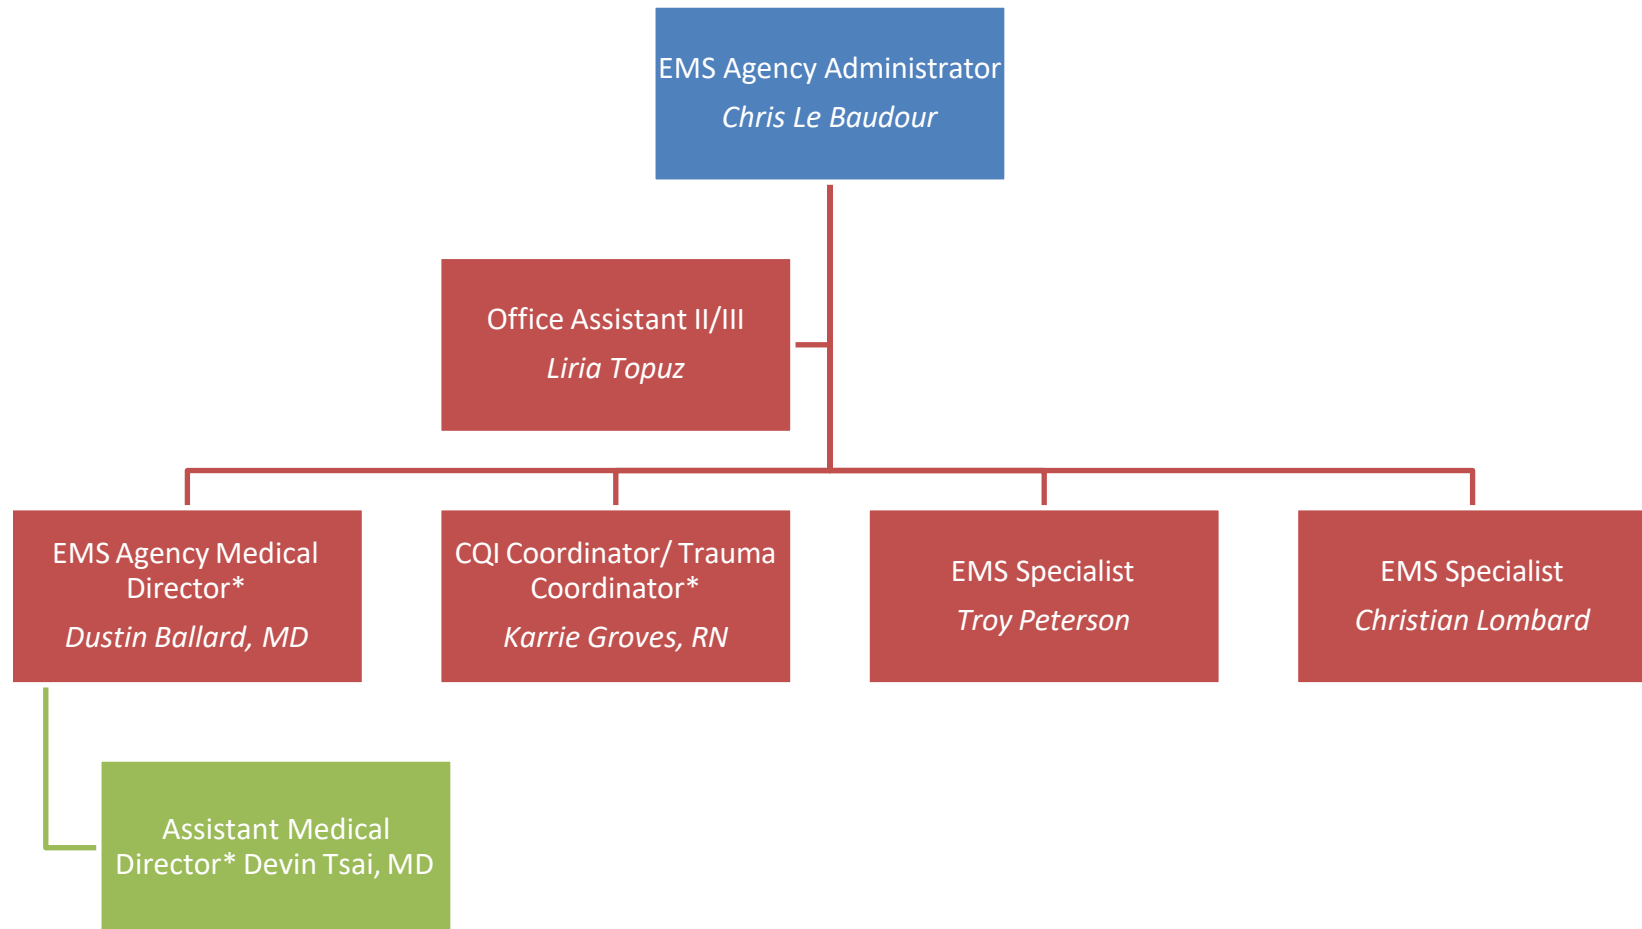 EMS Agency Administrator
Chris Le Baudour
Office Assistant II/III
Liria Topuz
EMS Agency Medical
Director*
Dustin Ballard, MD
CQI Coordinator/ Trauma
Coordinator*
Karrie Groves, RN
EMS Specialist
Troy Peterson
EMS Specialist
Christian Lombard
Assistant Medical
Director* Devin Tsai, MD